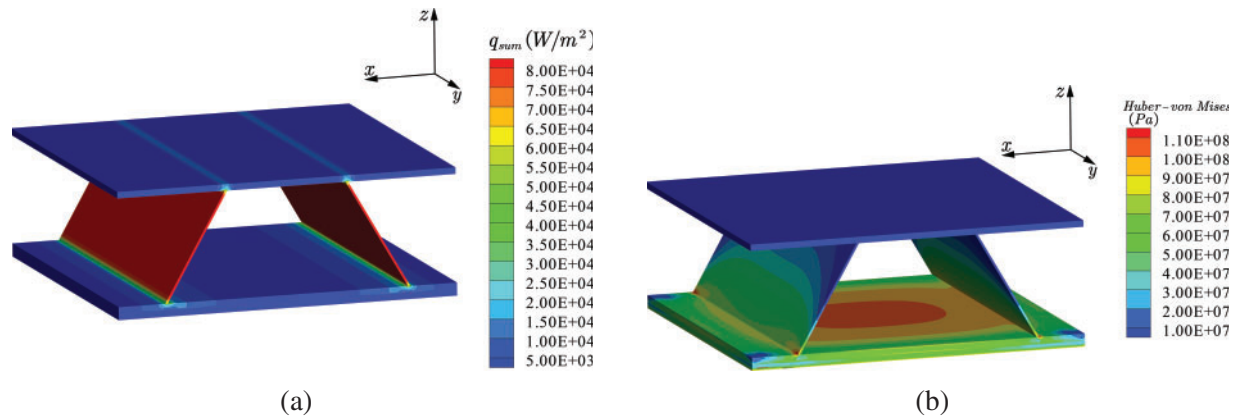 z
x
y
q_sum (W/m²)
8.00E+04
7.50E+04
7.00E+04
6.50E+04
6.00E+04
5.50E+04
5.00E+04
4.50E+04
4.00E+04
3.50E+04
3.00E+04
2.50E+04
2.00E+04
1.50E+04
1.00E+04
5.00E+03
(a)
z
x
y
Huber-von Mises
(Pa)
1.10E+08
1.00E+08
9.00E+07
8.00E+07
7.00E+07
6.00E+07
5.00E+07
4.00E+07
3.00E+07
2.00E+07
1.00E+07
(b)